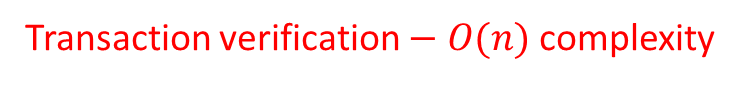 Transaction verification – O(n) complexity